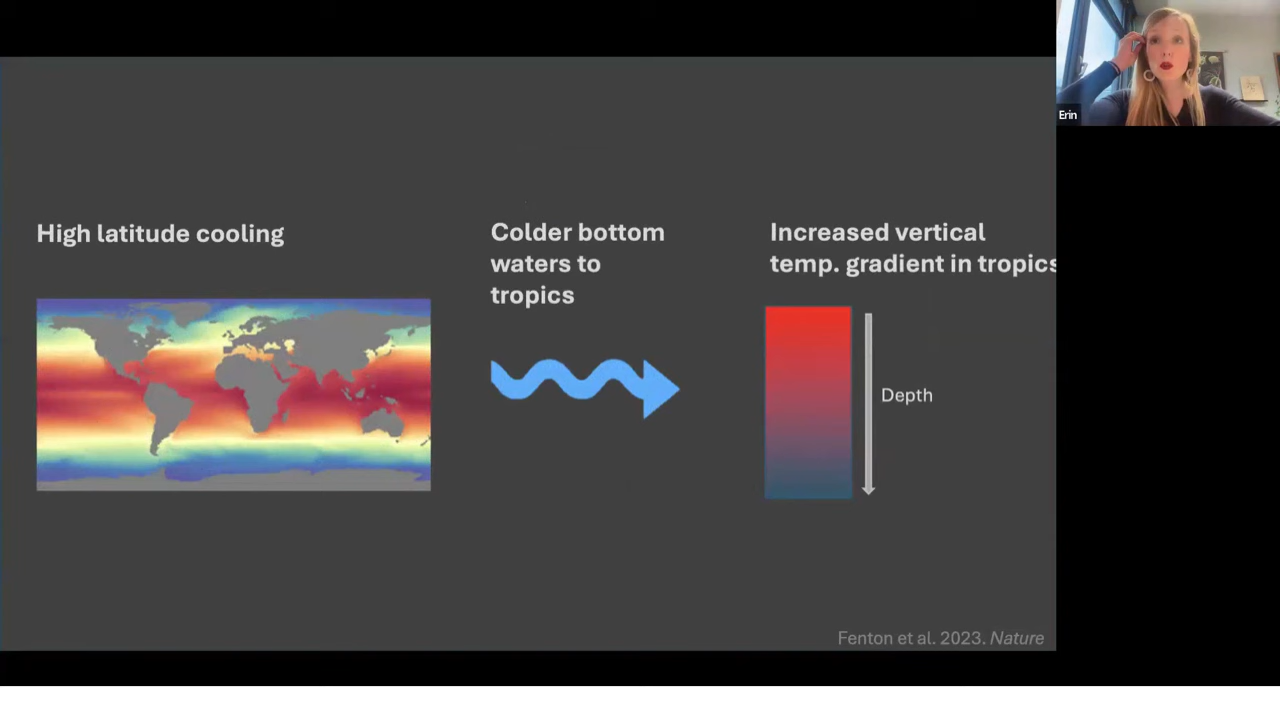 Erin
High latitude cooling
Colder bottom
waters to
tropics
Increased vertical
temp. gradient in tropics
Depth
Fenton et al. 2023. Nature